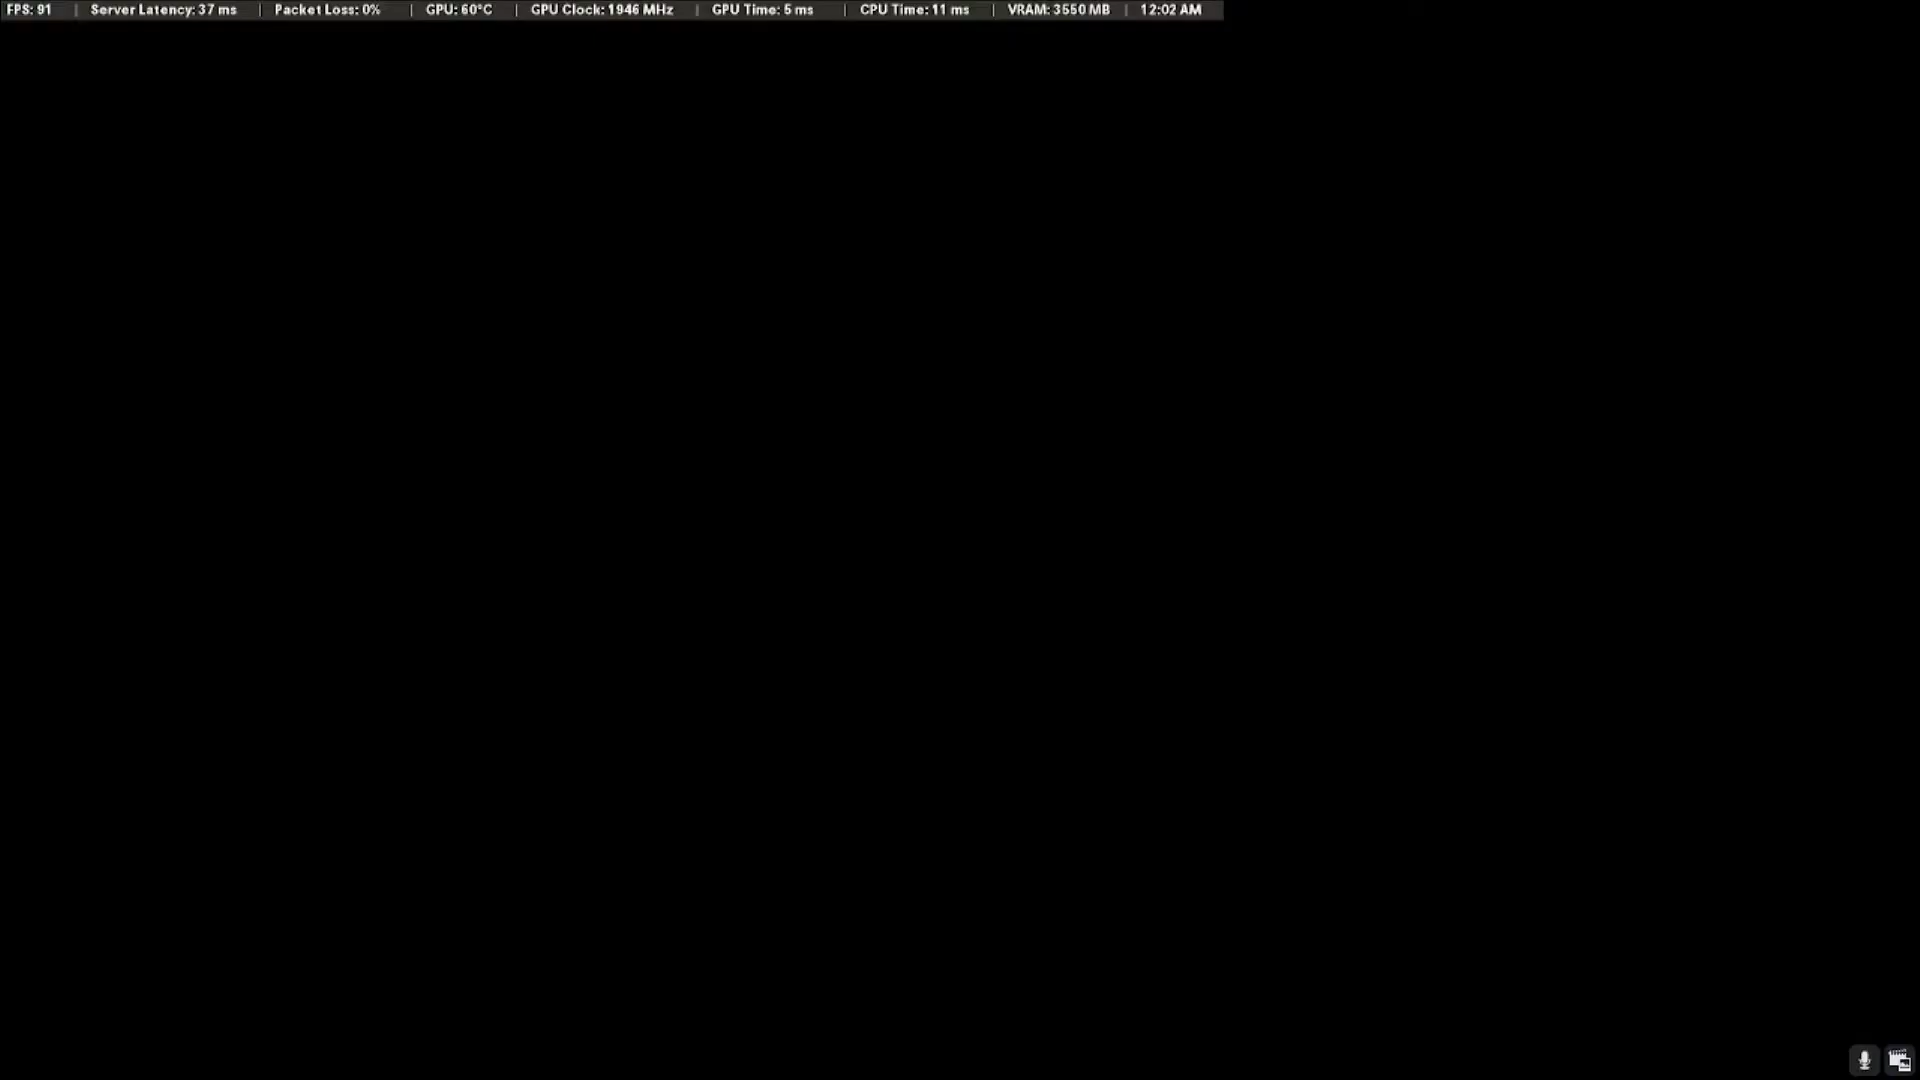 FPS: 91 | Server Latency: 37 ms | Packet Loss: 0% | GPU: 60°C | GPU Clock: 1946 MHz | GPU Time: 5 ms | CPU Time: 11 ms | VRAM: 3550 MB | 12:02 AM